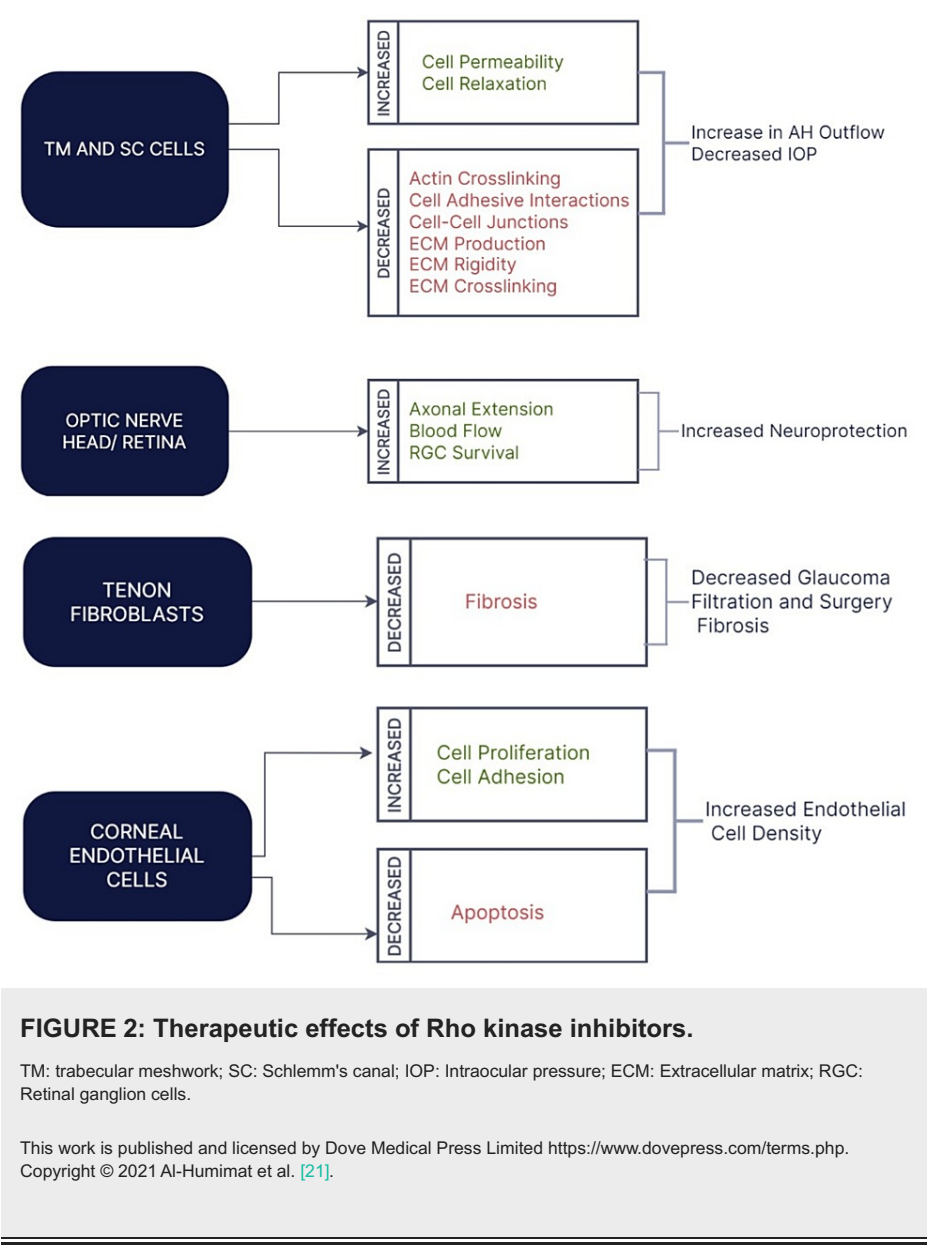 TM AND SC CELLS
INCREASED
Cell Permeability
Cell Relaxation
DECREASED
Actin Crosslinking
Cell Adhesive Interactions
Cell-Cell Junctions
ECM Production
ECM Rigidity
ECM Crosslinking
Increase in AH Outflow
Decreased IOP
OPTIC NERVE
HEAD/ RETINA
INCREASED
Axonal Extension
Blood Flow
RGC Survival
Increased Neuroprotection
TENON
FIBROBLASTS
DECREASED
Fibrosis
Decreased Glaucoma
Filtration and Surgery
Fibrosis
CORNEAL
ENDOTHELIAL
CELLS
INCREASED
Cell Proliferation
Cell Adhesion
DECREASED
Apoptosis
Increased Endothelial
Cell Density
FIGURE 2: Therapeutic effects of Rho kinase inhibitors.
TM: trabecular meshwork; SC: Schlemm's canal; IOP: Intraocular pressure; ECM: Extracellular matrix; RGC:
Retinal ganglion cells.
This work is published and licensed by Dove Medical Press Limited https://www.dovepress.com/terms.php.
Copyright © 2021 Al-Humimat et al. [21].